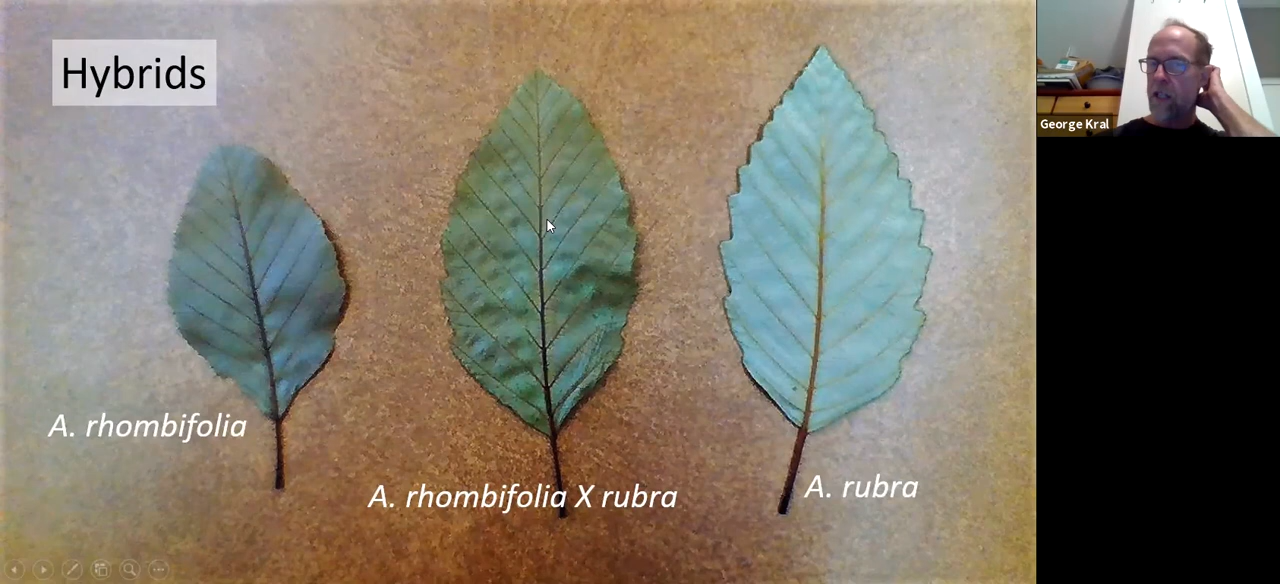 Hybrids
George Kral
A. rhombifolia
A. rhombifolia X rubra
A. rubra